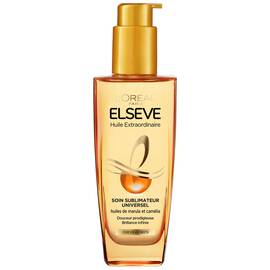 L'ORÉAL
PARIS
ELSEVE
Huile Extraordinaire
SOIN SUBLIMATEUR
UNIVERSEL
huiles de marula et camélia
Douceur prodigieuse
Brillance infinie